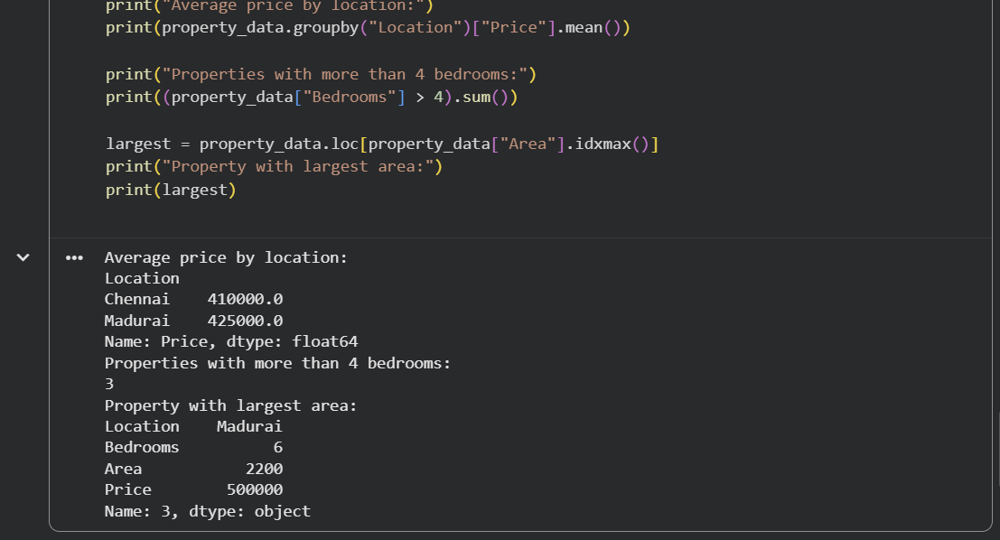 print("Average price by location:")
print(property_data.groupby("Location")["Price"].mean())
print("Properties with more than 4 bedrooms:")
print((property_data["Bedrooms"] > 4).sum())
largest = property_data.loc[property_data["Area"].idxmax()]
print("Property with largest area:")
print(largest)
Average price by location:
Location
Chennai    410000.0
Madurai    425000.0
Name: Price, dtype: float64
Properties with more than 4 bedrooms:
3
Property with largest area:
Location    Madurai
Bedrooms          6
Area           2200
Price        500000
Name: 3, dtype: object